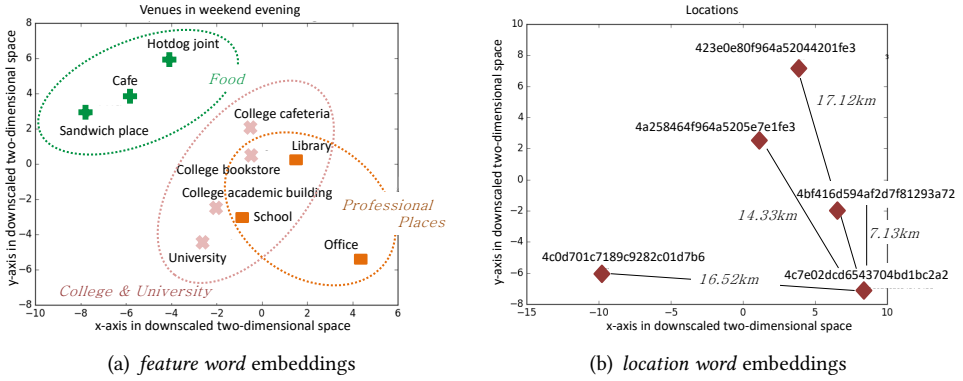 Venues in weekend evening
y-axis in downscaled two-dimensional space
8
6
4
2
0
−2
−4
−6
−8
Hotdog joint
Cafe
Food
Sandwich place
College cafeteria
Library
College bookstore
College academic building
School
Professional
Places
Office
University
College & University
−10
−8
−6
−4
−2
0
2
4
6
x-axis in downscaled two-dimensional space
(a) feature word embeddings
Locations
y-axis in downscaled two-dimensional space
8
6
4
2
0
−2
−4
−6
−8
423e0e80f964a52044201fe3
17.12km
4a258464f964a5205e7e1fe3
4bf416d594af2d7f81293a72
14.33km
7.13km
4c0d701c7189c9282c01d7b6
4c7e02dcd6543704bd1bc2a2
16.52km
−15
−10
−5
0
5
10
x-axis in downscaled two-dimensional space
(b) location word embeddings